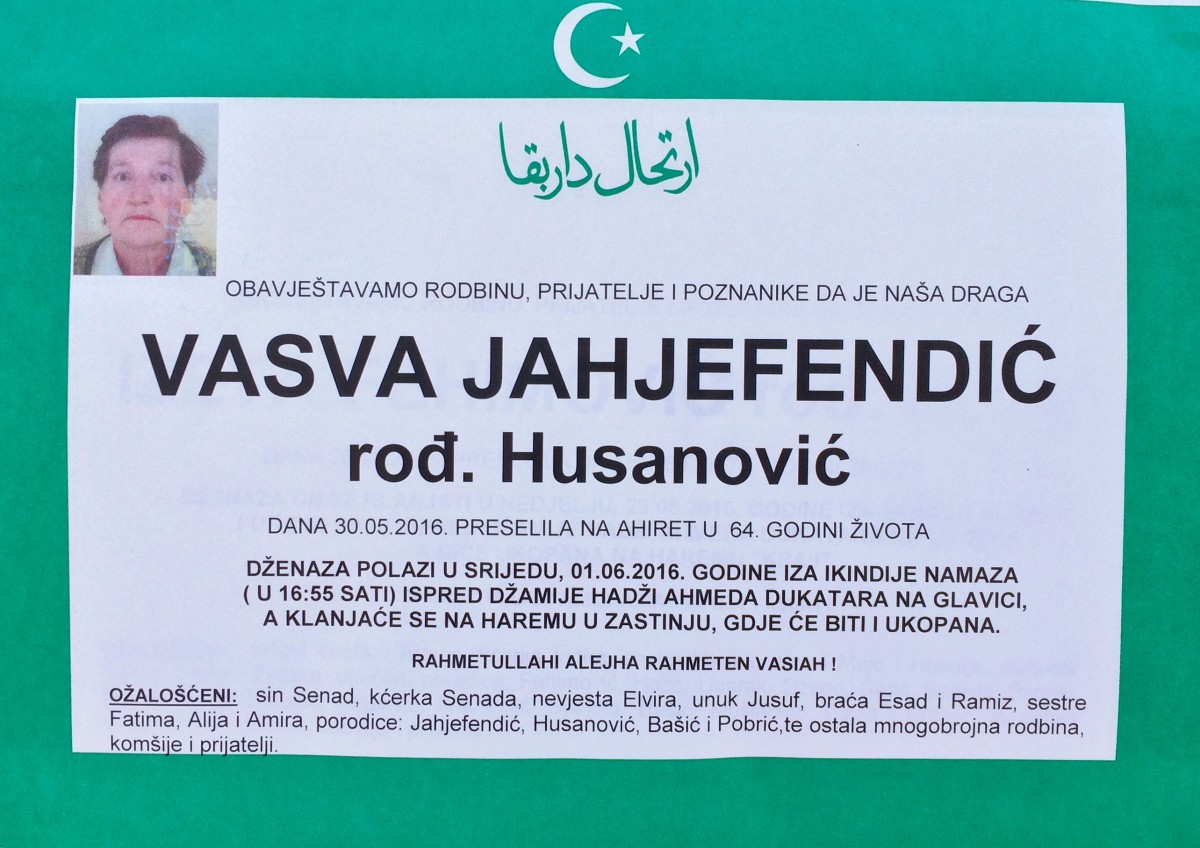 ارتحال داربقا
OBAVJEŠTAVAMO RODBINU, PRIJATELJE I POZNANIKE DA JE NAŠA DRAGA
VASVA JAHJEFENDIĆ
rođ. Husanović
DANA 30.05.2016. PRESELILA NA AHIRET U 64. GODINI ŽIVOTA
DŽENAZA POLAZI U SRIJEDU, 01.06.2016. GODINE IZA IKINDIJE NAMAZA
( U 16:55 SATI) ISPRED DŽAMIJE HADŽI AHMEDA DUKATARA NA GLAVICI,
A KLANJAĆE SE NA HAREMU U ZASTINJU, GDJE ĆE BITI I UKOPANA.
RAHMETULLAHI ALEJHA RAHMETEN VASIAH !
OŽALOŠĆENI: sin Senad, kćerka Senada, nevjesta Elvira, unuk Jusuf, braća Esad i Ramiz, sestre
Fatima, Alija i Amira, porodice: Jahjefendić, Husanović, Bašić i Pobrić,te ostala mnogobrojna rodbina,
komšije i prijatelji.